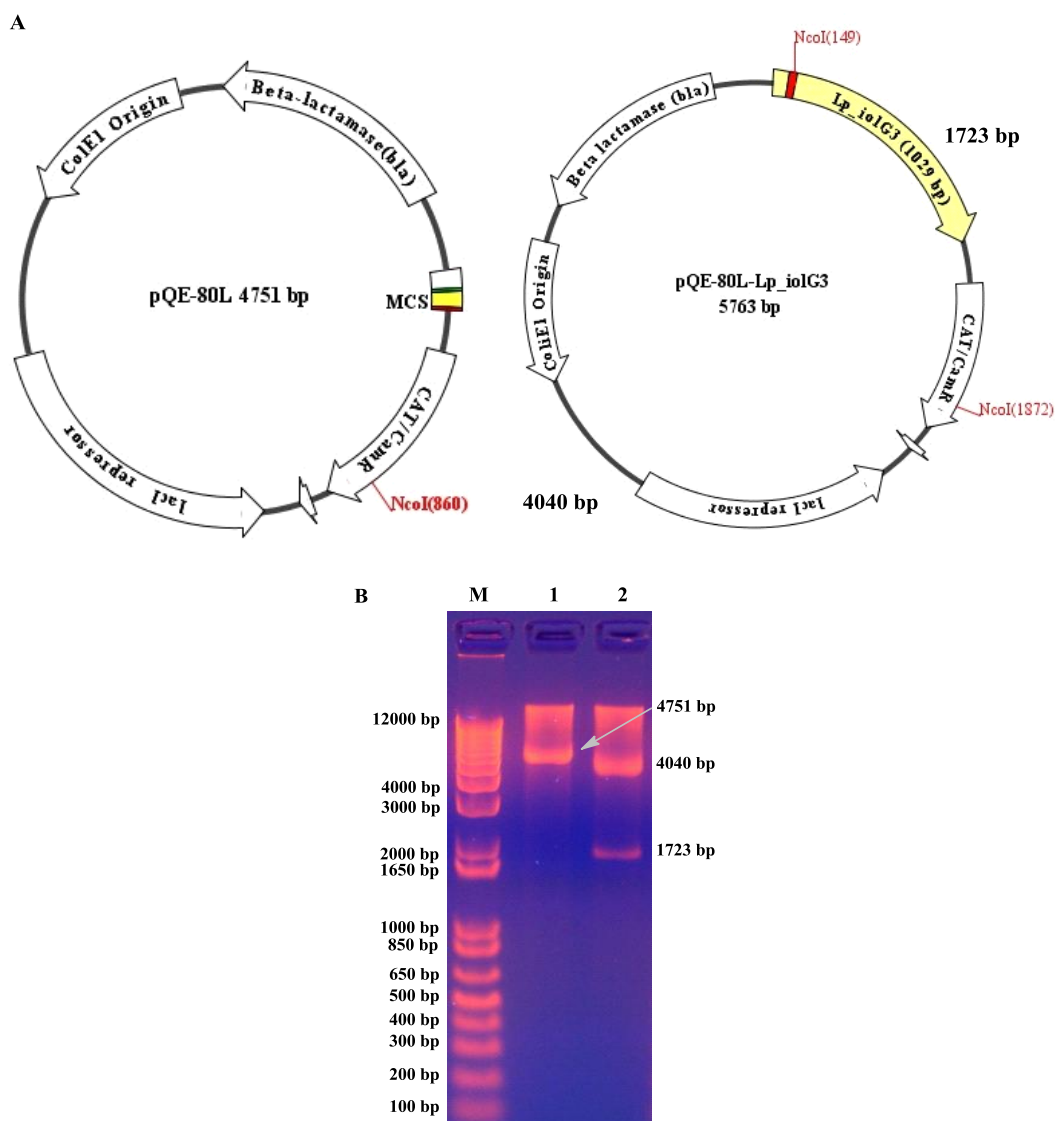 A
Beta-lactamase(bla)
ColE1 Origin
pQE-80L 4751 bp
MCS
CAT/CamR
NcoI(860)
lacI repressor
NcoI(149)
Lp_iolG3 (1029 bp)
1723 bp
Beta lactamase (bla)
ColiE1 Origin
pQE-80L-Lp_iolG3
5763 bp
CAT/CamR
NcoI(1872)
lacI repressor
4040 bp
B
M 1 2
12000 bp
4000 bp
3000 bp
2000 bp
1650 bp
1000 bp
850 bp
650 bp
500 bp
400 bp
300 bp
200 bp
100 bp
4751 bp
4040 bp
1723 bp